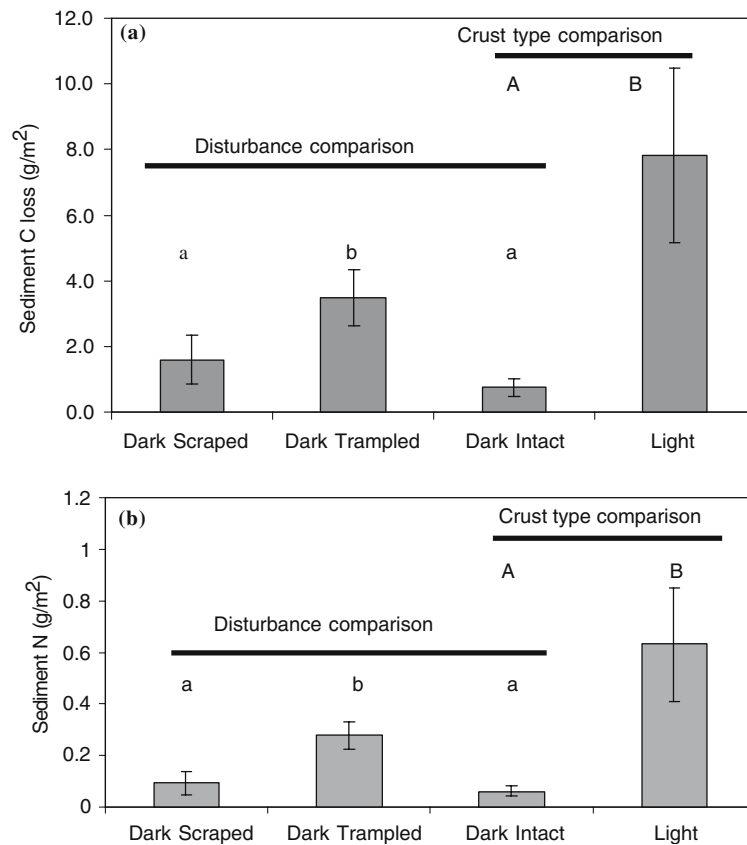 (a)
Crust type comparison
A B
Disturbance comparison
a b a
Sediment C loss (g/m²)
12.0
10.0
8.0
6.0
4.0
2.0
0.0
Dark Scraped Dark Trampled Dark Intact Light
(b)
Crust type comparison
A B
Disturbance comparison
a b a
Sediment N (g/m²)
1.2
1
0.8
0.6
0.4
0.2
0
Dark Scraped Dark Trampled Dark Intact Light